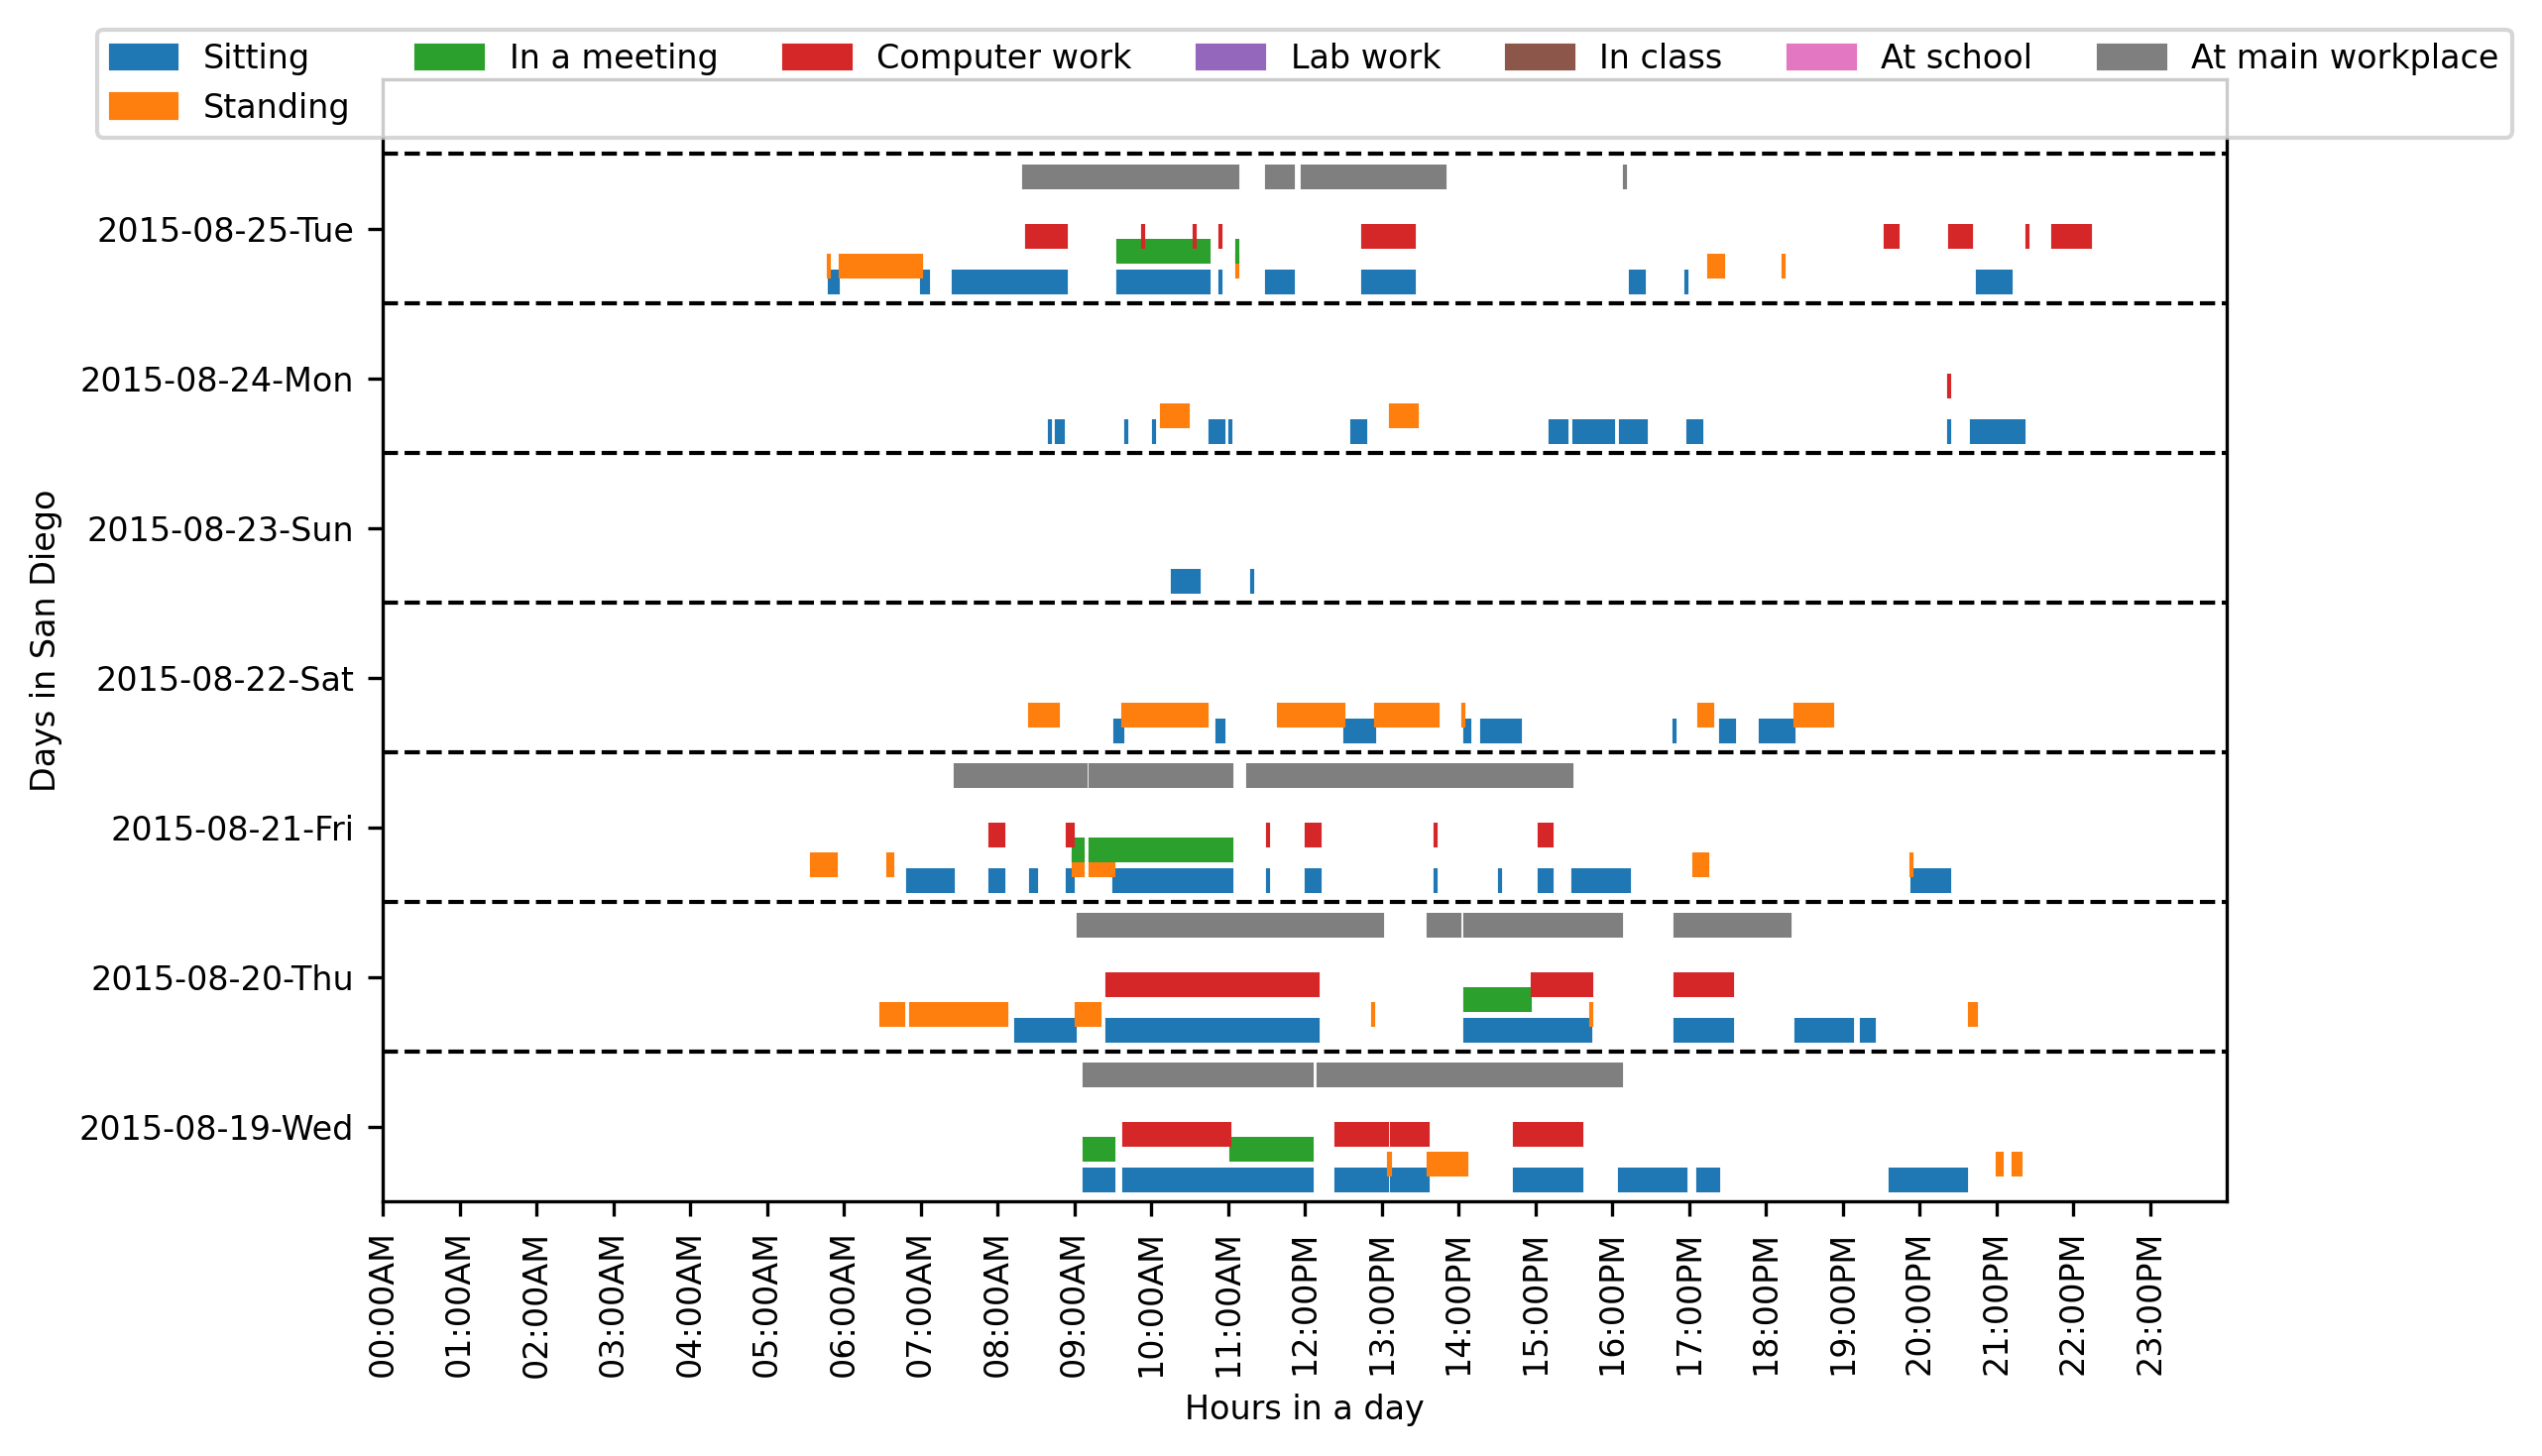 Sitting In a meeting Computer work Lab work In class At school At main workplace
Standing
2015-08-25-Tue
2015-08-24-Mon
2015-08-23-Sun
2015-08-22-Sat
2015-08-21-Fri
2015-08-20-Thu
2015-08-19-Wed
Days in San Diego
00:00AM
01:00AM
02:00AM
03:00AM
04:00AM
05:00AM
06:00AM
07:00AM
08:00AM
09:00AM
10:00AM
11:00AM
12:00PM
13:00PM
14:00PM
15:00PM
16:00PM
17:00PM
18:00PM
19:00PM
20:00PM
21:00PM
22:00PM
23:00PM
Hours in a day